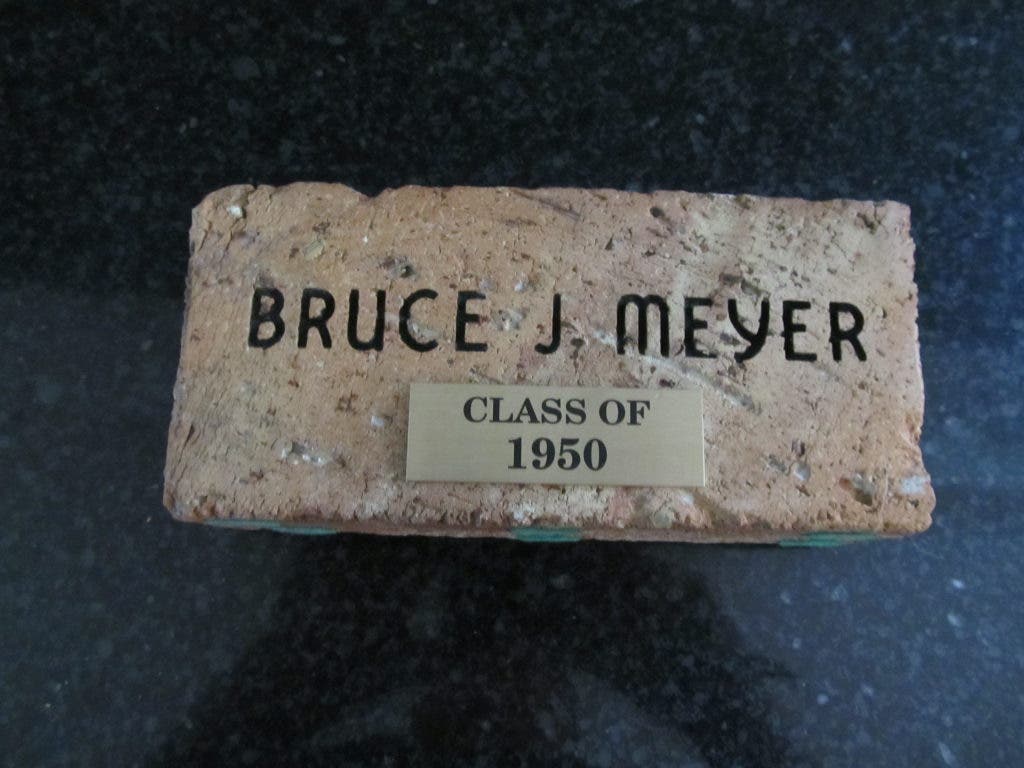 BRUCE J. MEYER
CLASS OF
1950